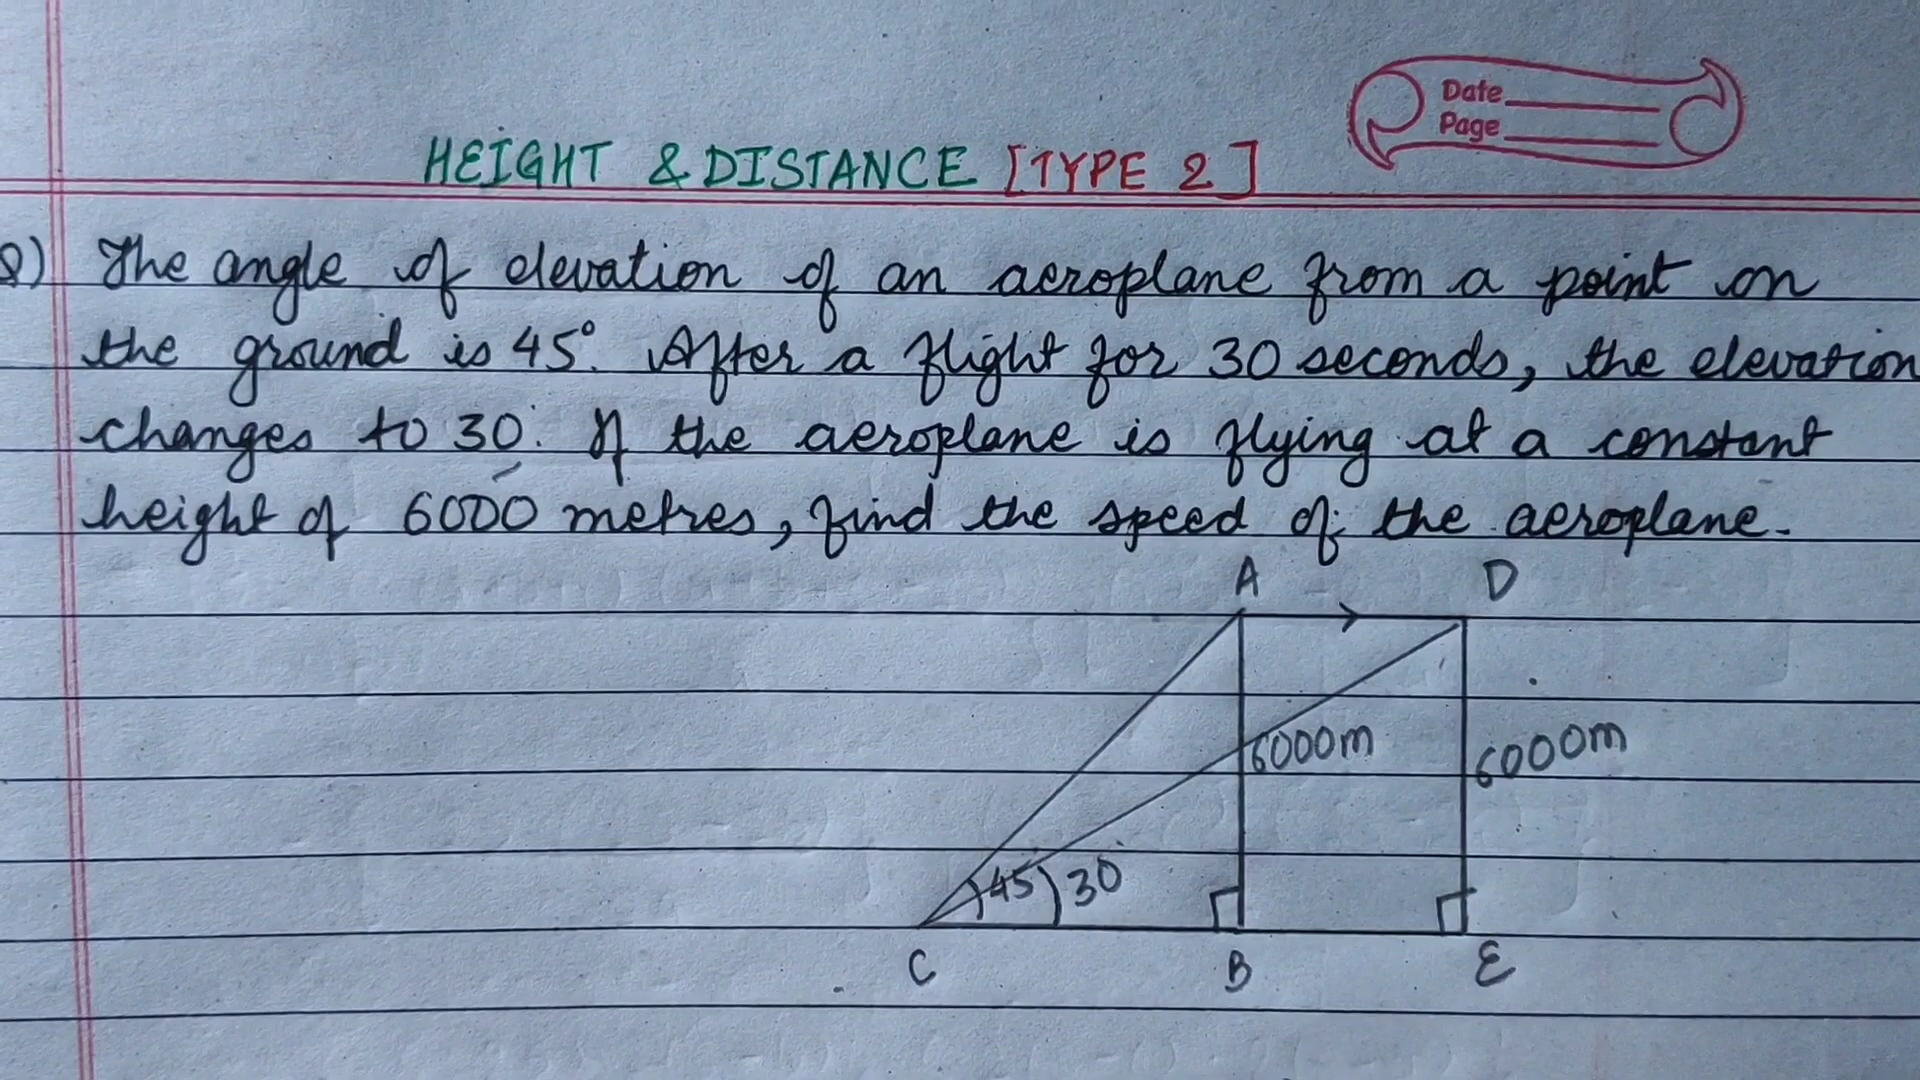 Date
Page
HEIGHT & DISTANCE [TYPE 2]
Q) The angle of elevation of an aeroplane from a point on
the ground is 45°. After a flight for 30 seconds, the elevation
changes to 30°. If the aeroplane is flying at a constant
height of 6000 metres, find the speed of the aeroplane.
A D
6000m 6000m
45° 30°
C B E